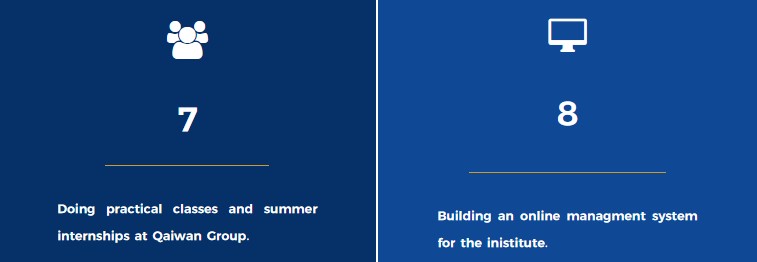 7
Doing practical classes and summer
internships at Qaiwan Group.
8
Building an online managment system
for the inistitute.